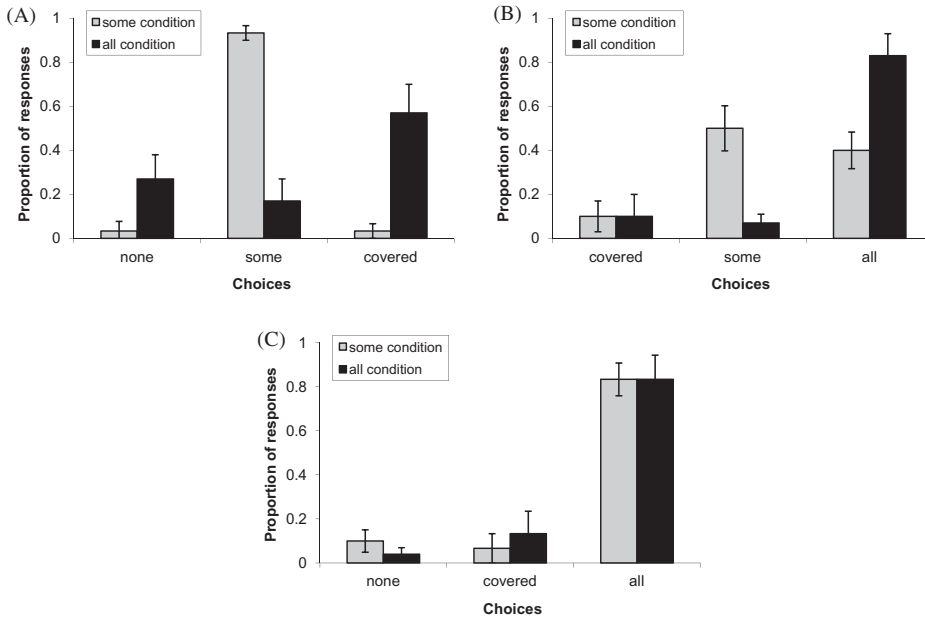 (A)
1
0.8
0.6
0.4
0.2
0
Proportion of responses
some condition
all condition
none some covered
Choices
(B)
1
0.8
0.6
0.4
0.2
0
Proportion of responses
some condition
all condition
covered some all
Choices
(C)
1
0.8
0.6
0.4
0.2
0
Proportion of responses
some condition
all condition
none covered all
Choices